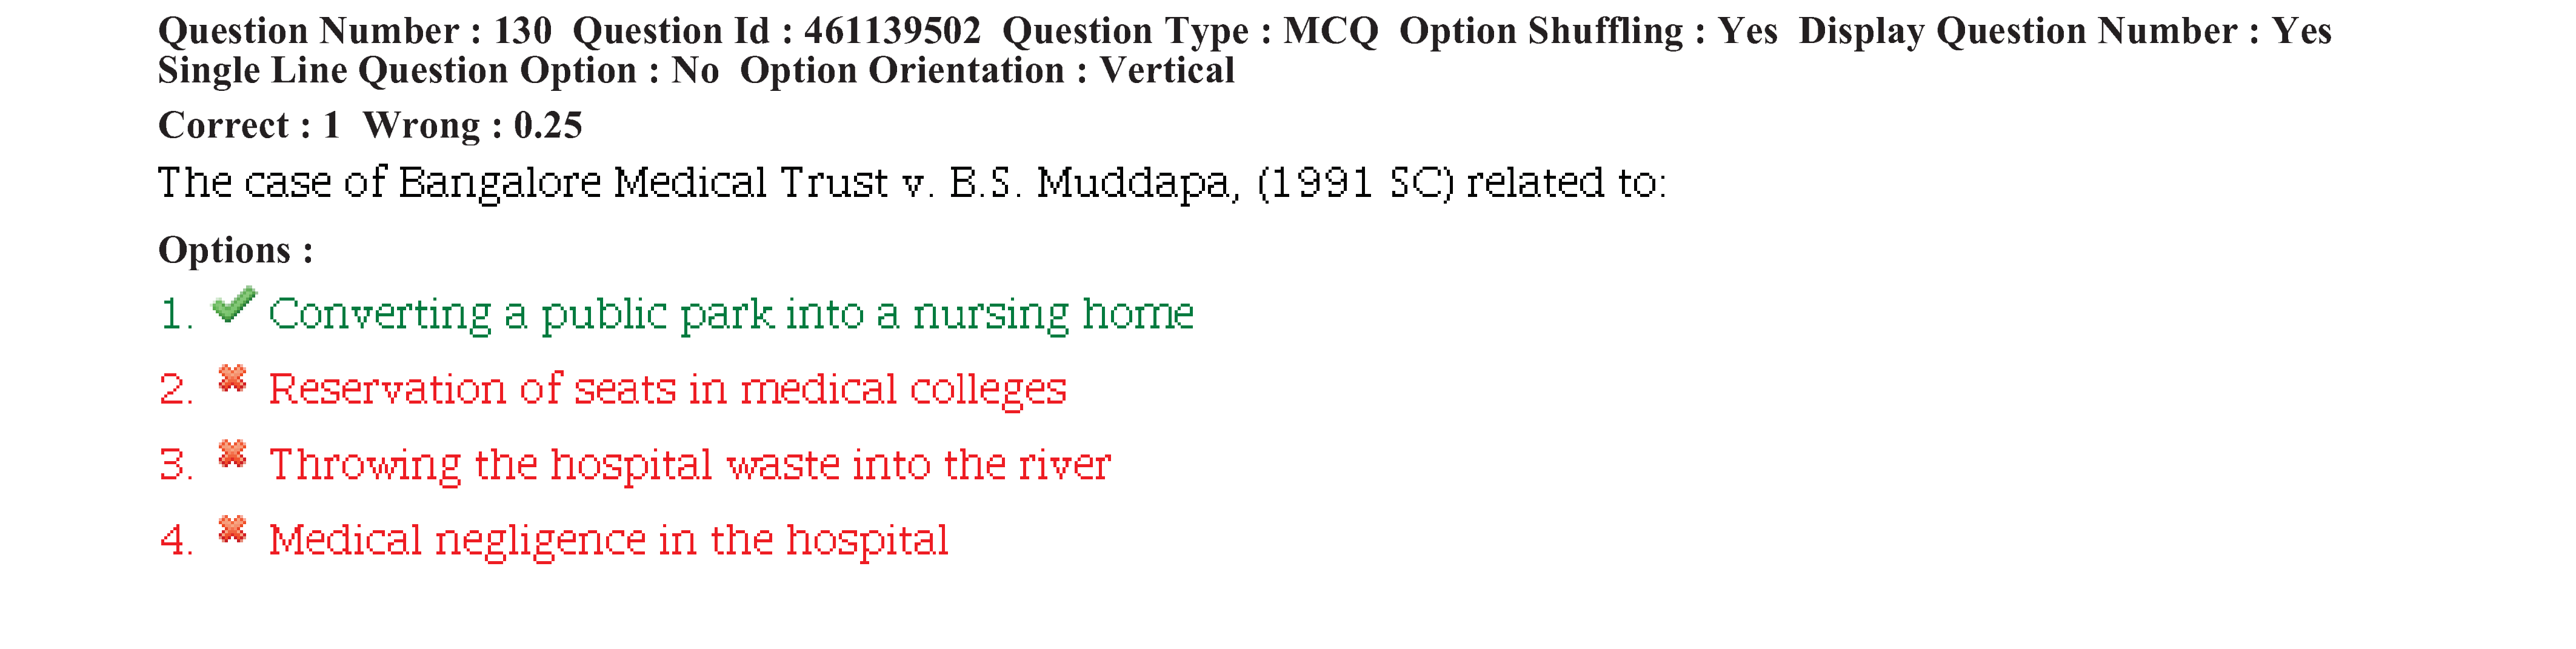 Question Number : 130 Question Id : 461139502 Question Type : MCQ Option Shuffling : Yes Display Question Number : Yes
Single Line Question Option : No Option Orientation : Vertical
Correct : 1 Wrong : 0.25
The case of Bangalore Medical Trust v. B.S. Muddapa, (1991 SC) related to:
Options :
1. Converting a public park into a nursing home
2. Reservation of seats in medical colleges
3. Throwing the hospital waste into the river
4. Medical negligence in the hospital